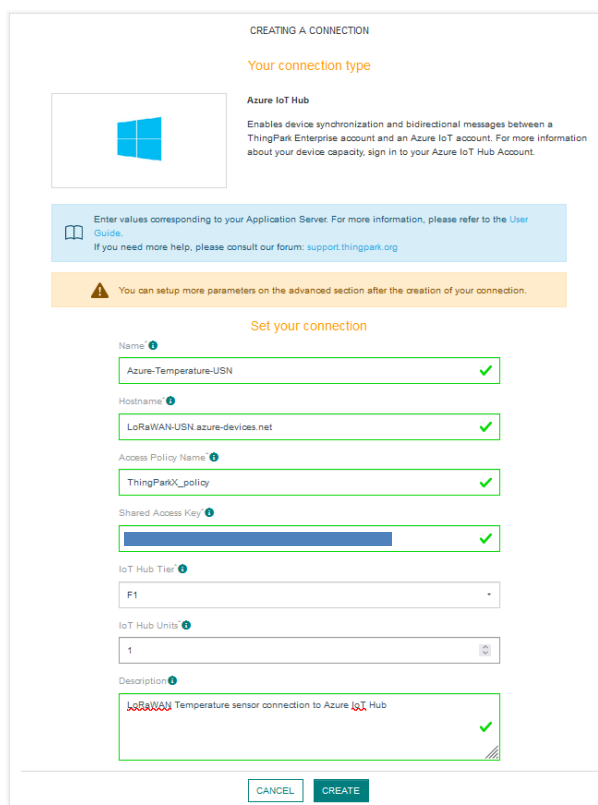 CREATING A CONNECTION
Your connection type
Azure IoT Hub
Enables device synchronization and bidirectional messages between a
ThingPark Enterprise account and an Azure IoT account. For more information
about your device capacity, sign in to your Azure IoT Hub Account.
Enter values corresponding to your Application Server. For more information, please refer to the User
Guide.
If you need more help, please consult our forum: support.thingpark.org
You can setup more parameters on the advanced section after the creation of your connection.
Set your connection
Name*
Azure-Temperature-USN
Hostname*
LoRaWAN-USN.azure-devices.net
Access Policy Name*
ThingParkX_policy
Shared Access Key*
IoT Hub Tier*
F1
IoT Hub Units*
1
Description
LoRaWAN Temperature sensor connection to Azure IoT Hub
CANCEL CREATE